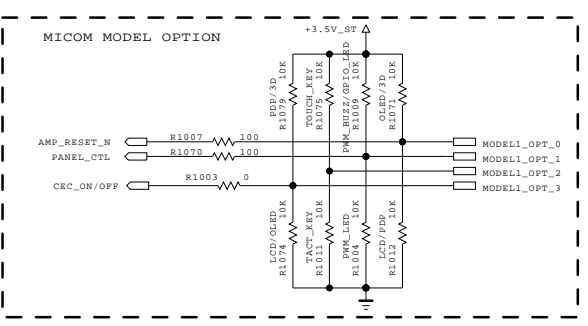 MICOM MODEL OPTION
+3.5V_ST
PDP/3D
R1079 10K
TOUCH_KEY
R1075 10K
PWM_BUZZ/GPIO_LED
R1009 10K
OLED/3D
R1071 10K
AMP_RESET_N
R1007 100
MODEL1_OPT_0
PANEL_CTL
R1070 100
MODEL1_OPT_1
MODEL1_OPT_2
CEC_ON/OFF
R1003 0
MODEL1_OPT_3
LCD/OLED
R1074 10K
TACT_KEY
R1011 10K
PWM_LED
R1004 10K
LCD/PDP
R1012 10K